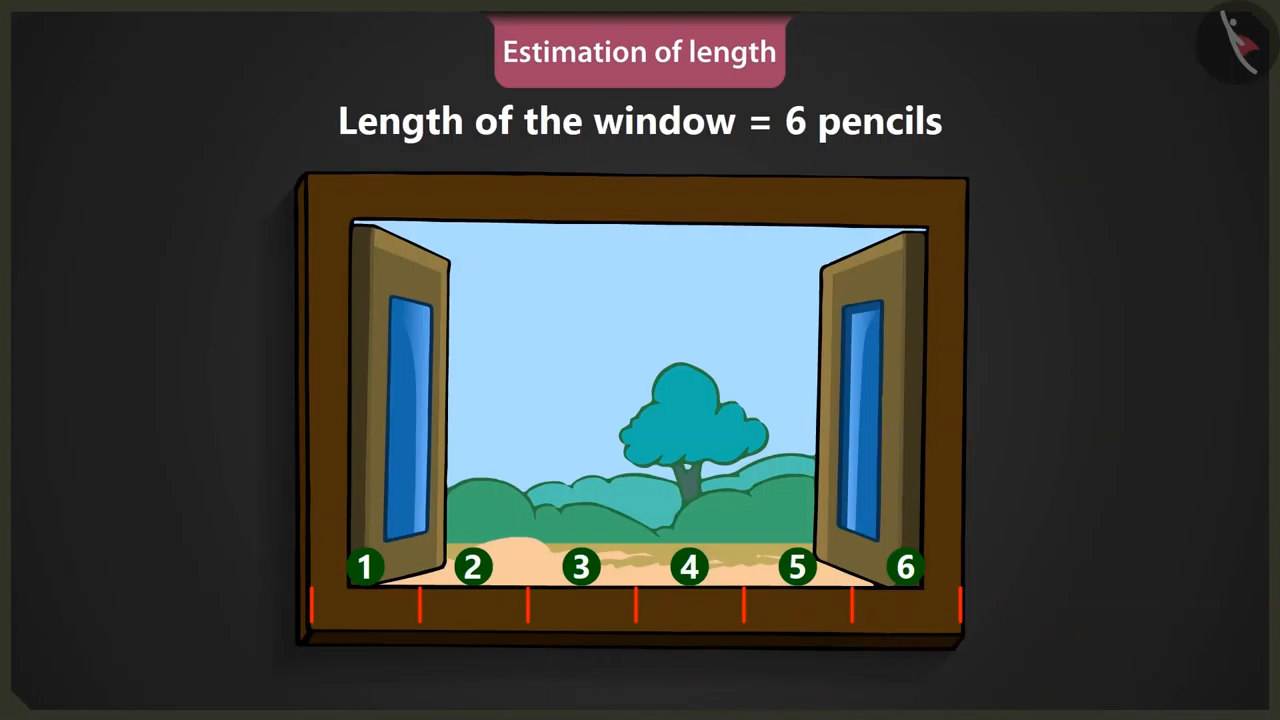 Estimation of length
Length of the window = 6 pencils
1 2 3 4 5 6